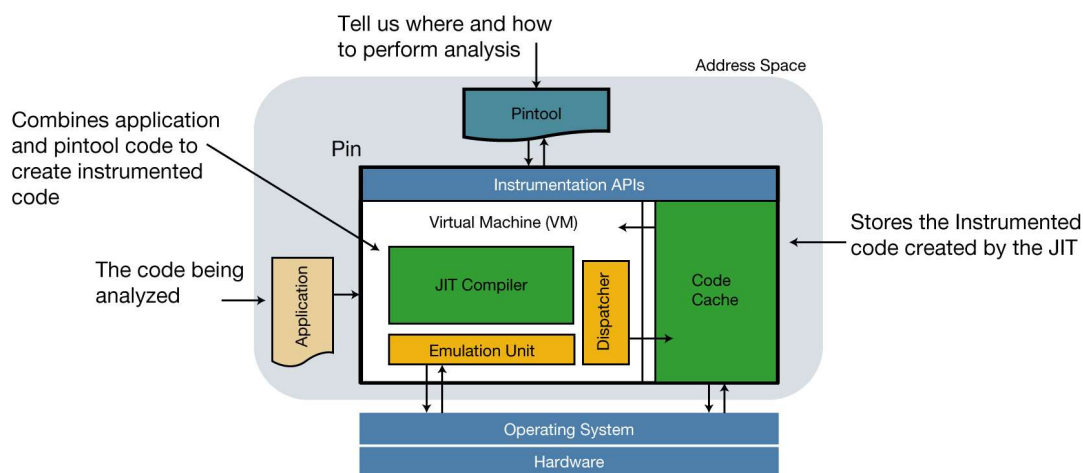 Tell us where and how
to perform analysis
Address Space
Pintool
Combines application
and pintool code to
create instrumented
code
Pin
Instrumentation APIs
Virtual Machine (VM)
Stores the Instrumented
code created by the JIT
The code being
analyzed
Application
JIT Compiler
Dispatcher
Code
Cache
Emulation Unit
Operating System
Hardware